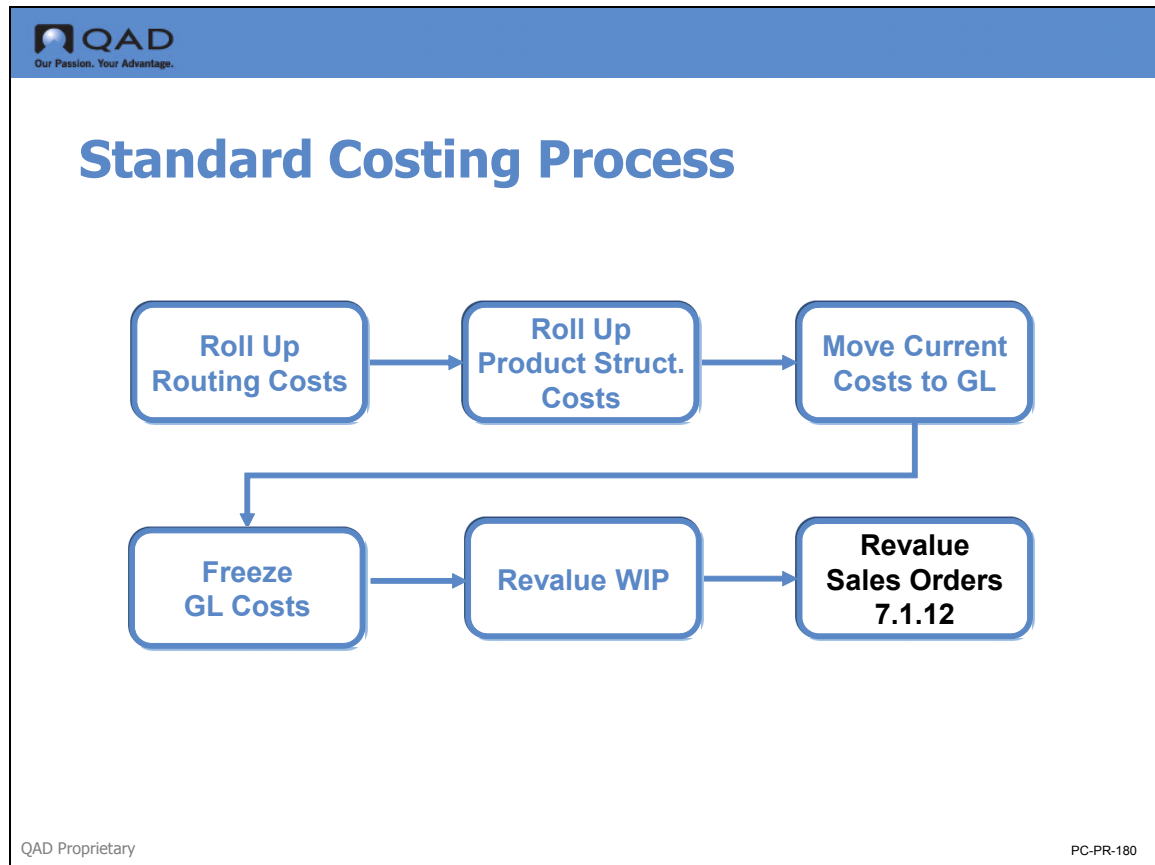 QAD
Our Passion. Your Advantage.
Standard Costing Process
Roll Up
Routing Costs
Roll Up
Product Struct.
Costs
Move Current
Costs to GL
Freeze
GL Costs
Revalue WIP
Revalue
Sales Orders
7.1.12
QAD Proprietary
PC-PR-180